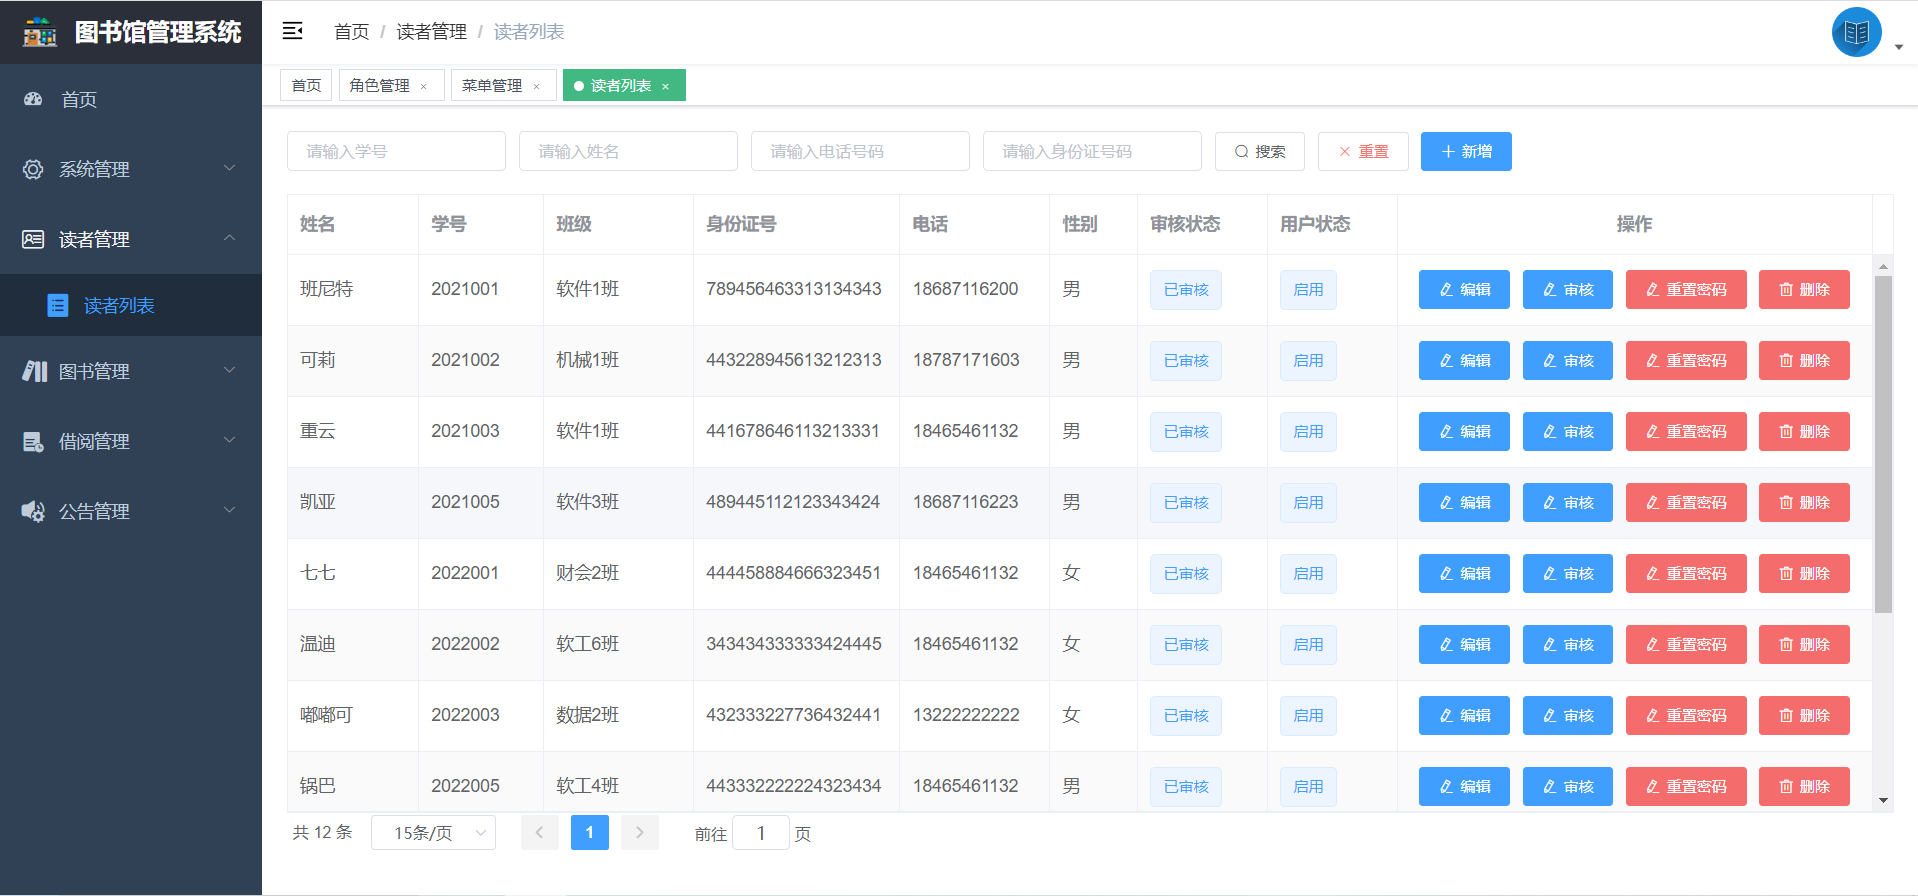 图书馆管理系统
首页 / 读者管理 / 读者列表
首页 角色管理 × 菜单管理 × 读者列表 ×
首页
系统管理
读者管理
读者列表
图书管理
借阅管理
公告管理
请输入学号 请输入姓名 请输入电话号码 请输入身份证号码 搜索 重置 新增
姓名 学号 班级 身份证号 电话 性别 审核状态 用户状态 操作
班尼特 2021001 软件1班 789456463313134343 18687116200 男 已审核 启用 编辑 审核 重置密码 删除
可莉 2021002 机械1班 443228945613212313 18787171603 男 已审核 启用 编辑 审核 重置密码 删除
重云 2021003 软件1班 441678646113213331 18465461132 男 已审核 启用 编辑 审核 重置密码 删除
凯亚 2021005 软件3班 489445112123343424 18687116223 男 已审核 启用 编辑 审核 重置密码 删除
七七 2022001 财会2班 444458884666323451 18465461132 女 已审核 启用 编辑 审核 重置密码 删除
温迪 2022002 软工6班 343434333333424445 18465461132 女 已审核 启用 编辑 审核 重置密码 删除
嘟嘟可 2022003 数据2班 432333227736432441 13222222222 女 已审核 启用 编辑 审核 重置密码 删除
锅巴 2022005 软工4班 443332222224323434 18465461132 男 已审核 启用 编辑 审核 重置密码 删除
共 12 条 15条/页 1 前往 1 页